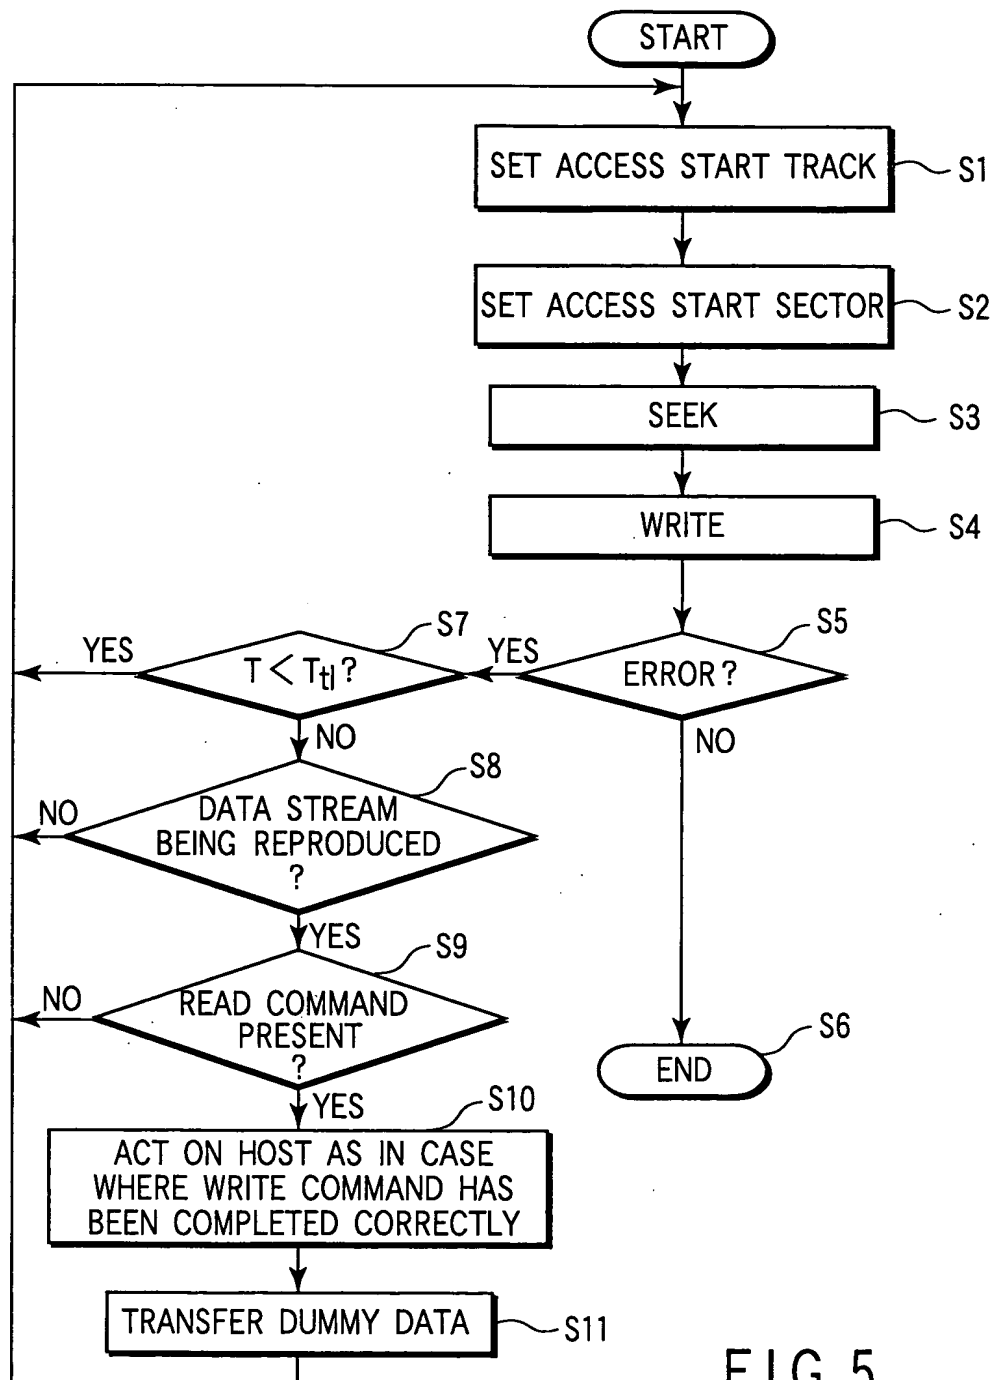 START
SET ACCESS START TRACK
S1
SET ACCESS START SECTOR
S2
SEEK
S3
WRITE
S4
ERROR?
S5
YES
NO
T < Ttl?
S7
YES
NO
DATA STREAM
BEING REPRODUCED
?
S8
NO
YES
READ COMMAND
PRESENT
?
S9
NO
YES
END
S6
ACT ON HOST AS IN CASE
WHERE WRITE COMMAND HAS
BEEN COMPLETED CORRECTLY
S10
TRANSFER DUMMY DATA
S11
FIG. 5